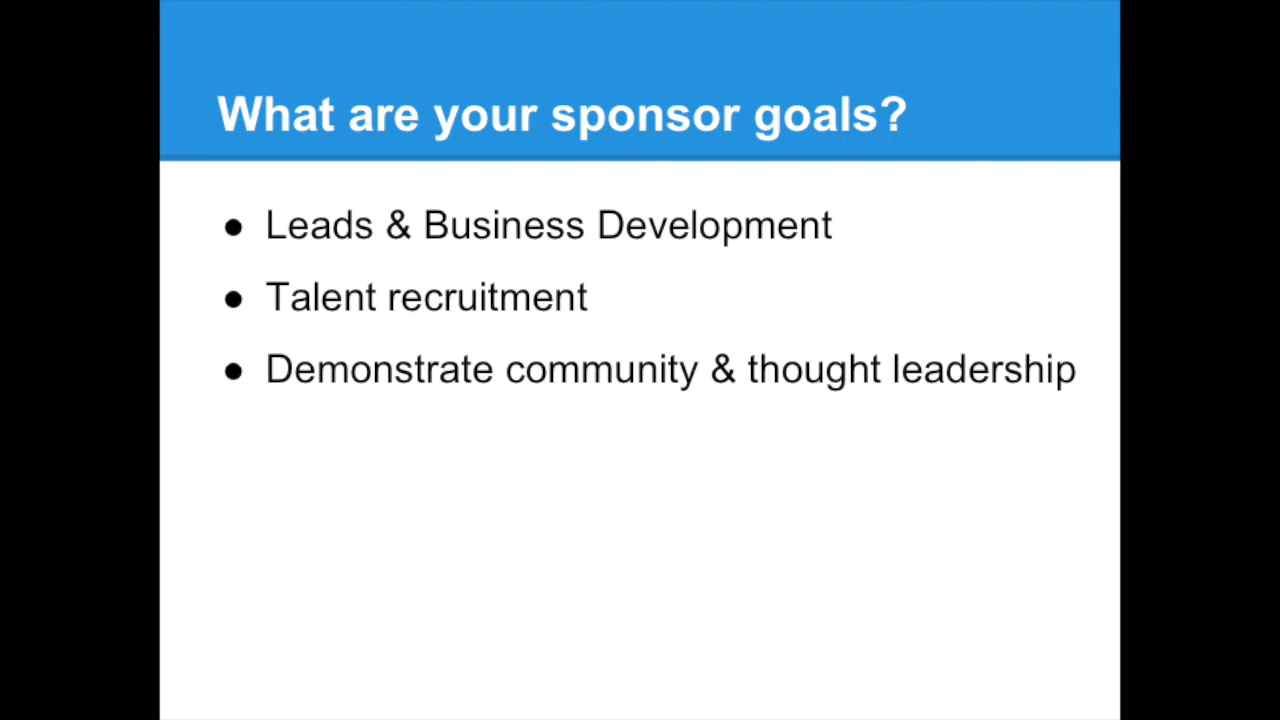 What are your sponsor goals?
● Leads & Business Development
● Talent recruitment
● Demonstrate community & thought leadership